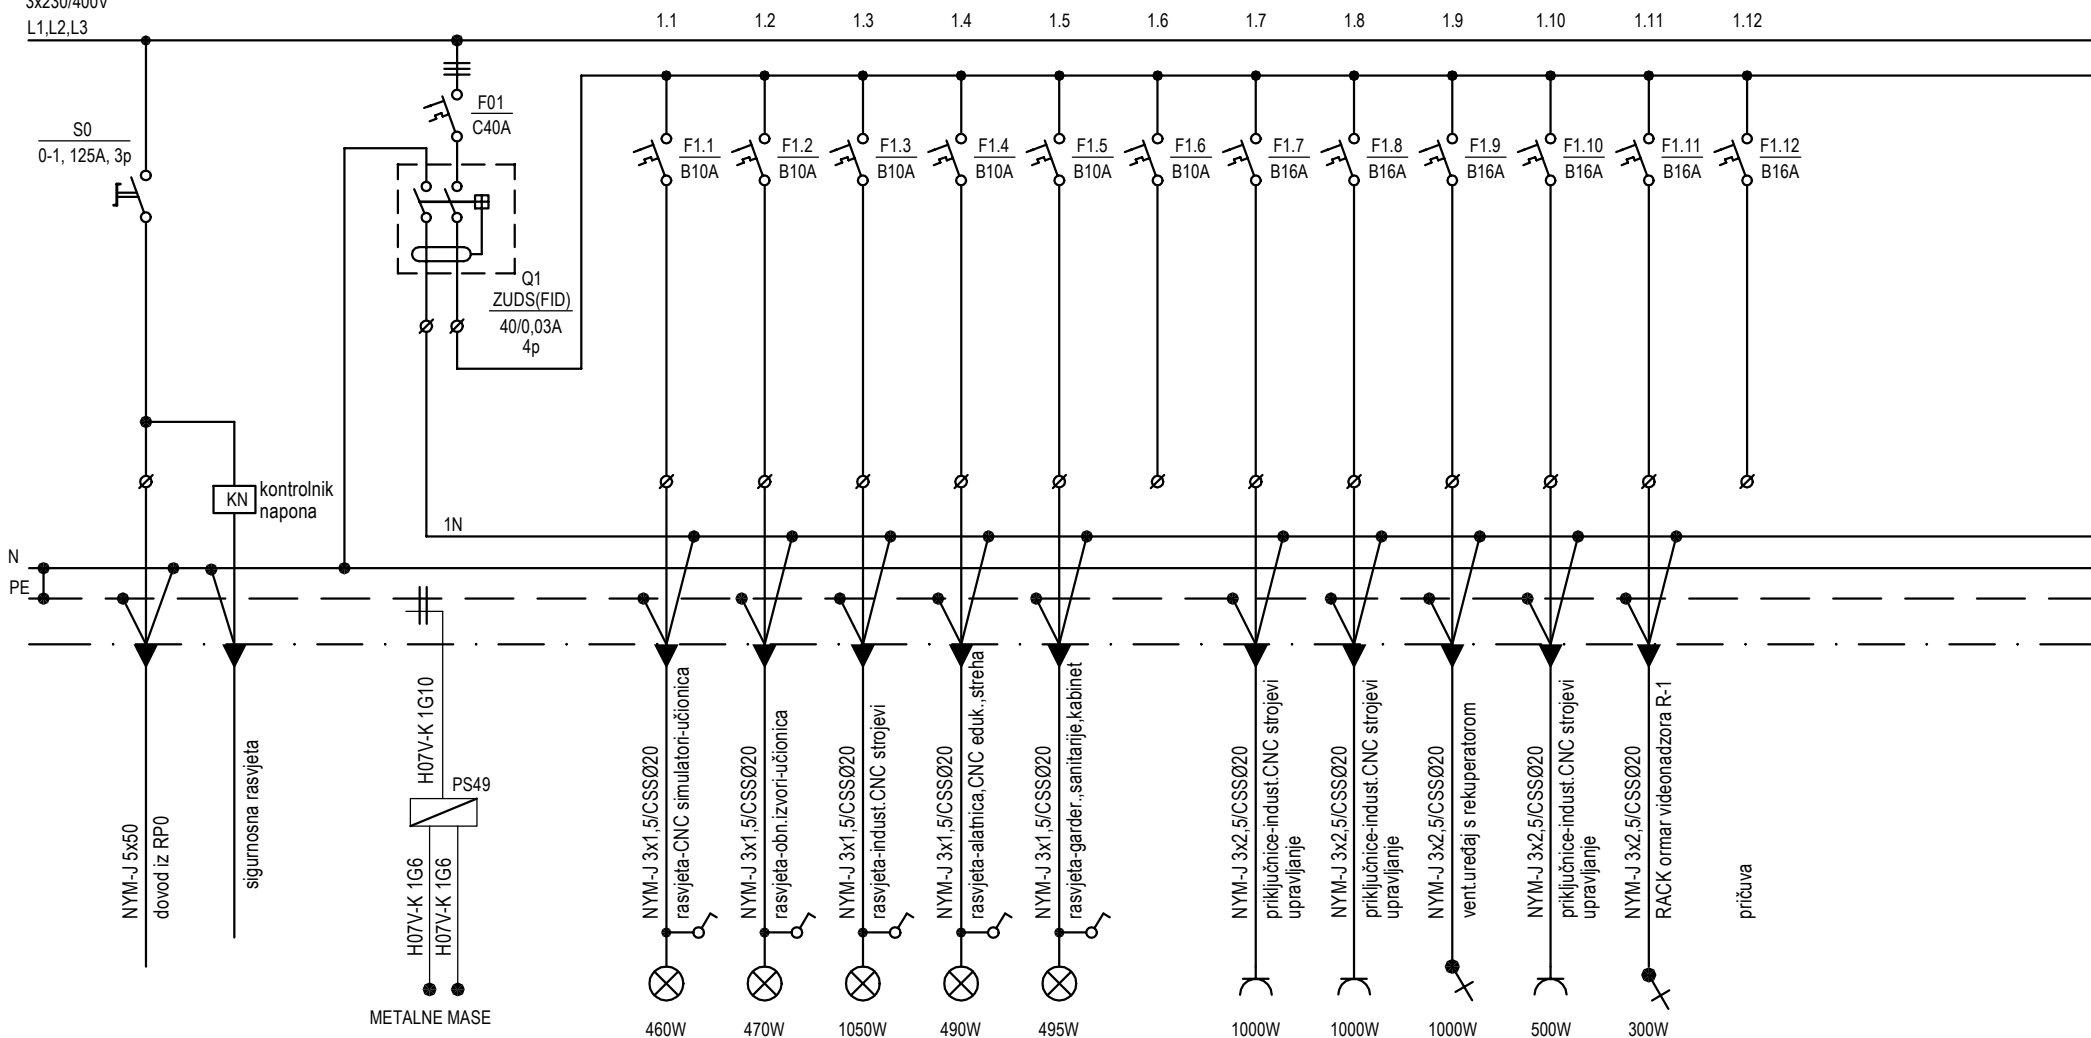 3x230/400V
L1,L2,L3
1.1
1.2
1.3
1.4
1.5
1.6
1.7
1.8
1.9
1.10
1.11
1.12
S0
0-1, 125A, 3p
F01
C40A
F1.1
B10A
F1.2
B10A
F1.3
B10A
F1.4
B10A
F1.5
B10A
F1.6
B10A
F1.7
B16A
F1.8
B16A
F1.9
B16A
F1.10
B16A
F1.11
B16A
F1.12
B16A
Q1
ZUDS(FID)
40/0,03A
4p
KN
kontrolnik
napona
1N
N
PE
NYM-J 5x50
dovod iz RP0
sigurnosna rasvjeta
H07V-K 1G10
PS49
H07V-K 1G6
H07V-K 1G6
METALNE MASE
NYM-J 3x1,5/CSSØ20
rasvjeta-CNC simulatori-učionica
NYM-J 3x1,5/CSSØ20
rasvjeta-obn.izvori-učionica
NYM-J 3x1,5/CSSØ20
rasvjeta-indust.CNC strojevi
NYM-J 3x1,5/CSSØ20
rasvjeta-alatnica,CNC eduk.,streha
NYM-J 3x1,5/CSSØ20
rasvjeta-garder.,sanitarije,kabinet
NYM-J 3x2,5/CSSØ20
priključnice-indust.CNC strojevi
upravljanje
NYM-J 3x2,5/CSSØ20
priključnice-indust.CNC strojevi
upravljanje
NYM-J 3x2,5/CSSØ20
vent.uređaj s rekuperatorom
NYM-J 3x2,5/CSSØ20
priključnice-indust.CNC strojevi
upravljanje
NYM-J 3x2,5/CSSØ20
RACK ormar videonadzora R-1
pričuva
460W
470W
1050W
490W
495W
1000W
1000W
1000W
500W
300W